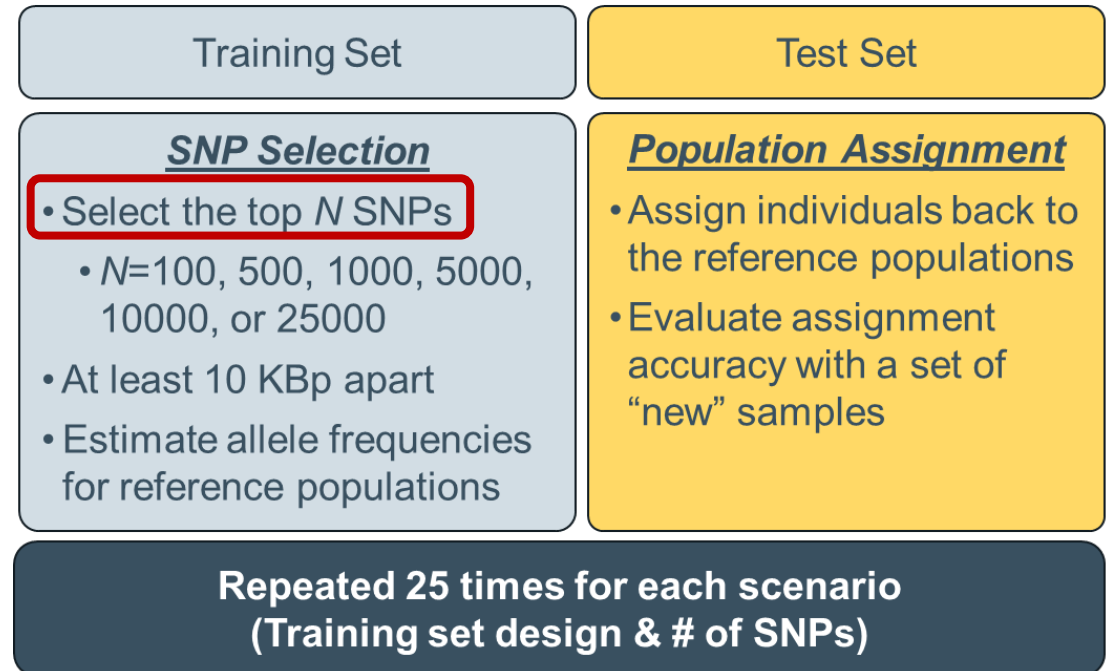 Training Set
Test Set
SNP Selection
• Select the top N SNPs
• N=100, 500, 1000, 5000,
10000, or 25000
• At least 10 KBp apart
• Estimate allele frequencies
for reference populations
Population Assignment
• Assign individuals back to
the reference populations
• Evaluate assignment
accuracy with a set of
“new” samples
Repeated 25 times for each scenario
(Training set design & # of SNPs)